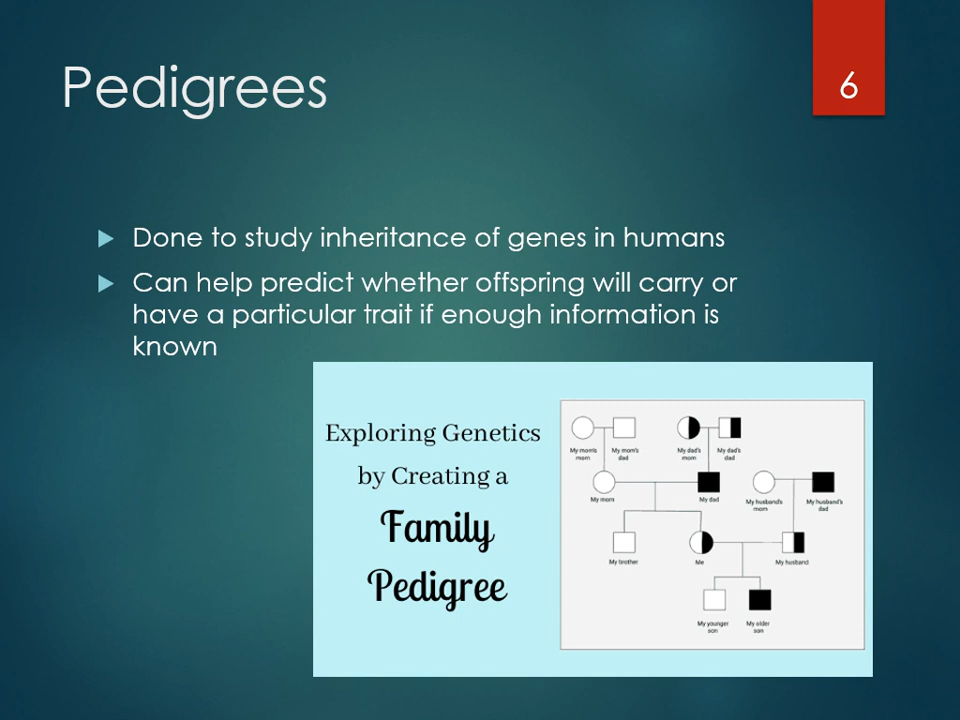 Pedigrees
6
Done to study inheritance of genes in humans
Can help predict whether offspring will carry or
have a particular trait if enough information is
known
Exploring Genetics
by Creating a
Family
Pedigree
My mom's
mom
My mom's
dad
My dad's
mom
My dad's
dad
My mom
My dad
My husband's
mom
My husband's
dad
My brother
Me
My husband
My younger
son
My older
son